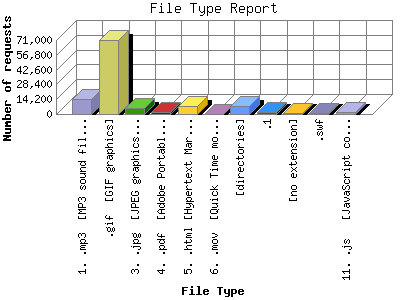 File Type Report
Number of requests
71,000
56,800
42,600
28,400
14,200
0
1. .mp3 [MP3 sound fil...
.gif [GIF graphics]
3. .jpg [JPEG graphics...
4. .pdf [Adobe Portabl...
5. .html [Hypertext Mar...
6. .mov [Quick Time mo...
[directories]
.1
[no extension]
.swf
11. .js [JavaScript co...
File Type